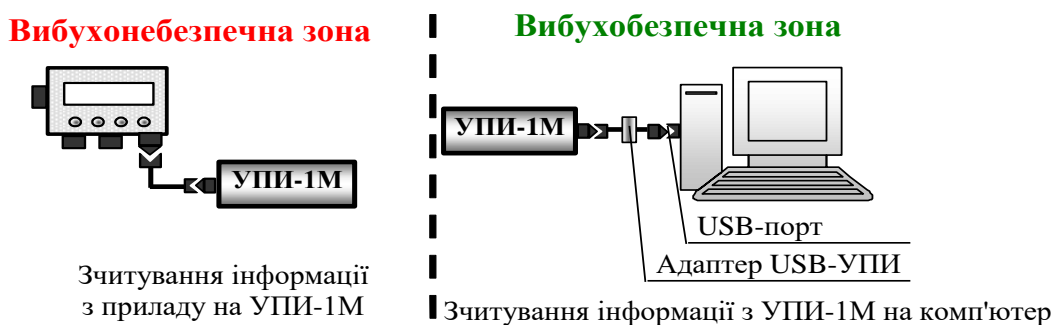 Вибухонебезпечна зона
УПИ-1М
Зчитування інформації
з приладу на УПИ-1М
Вибухобезпечна зона
УПИ-1М
USB-порт
Адаптер USB-УПИ
Зчитування інформації з УПИ-1М на комп'ютер